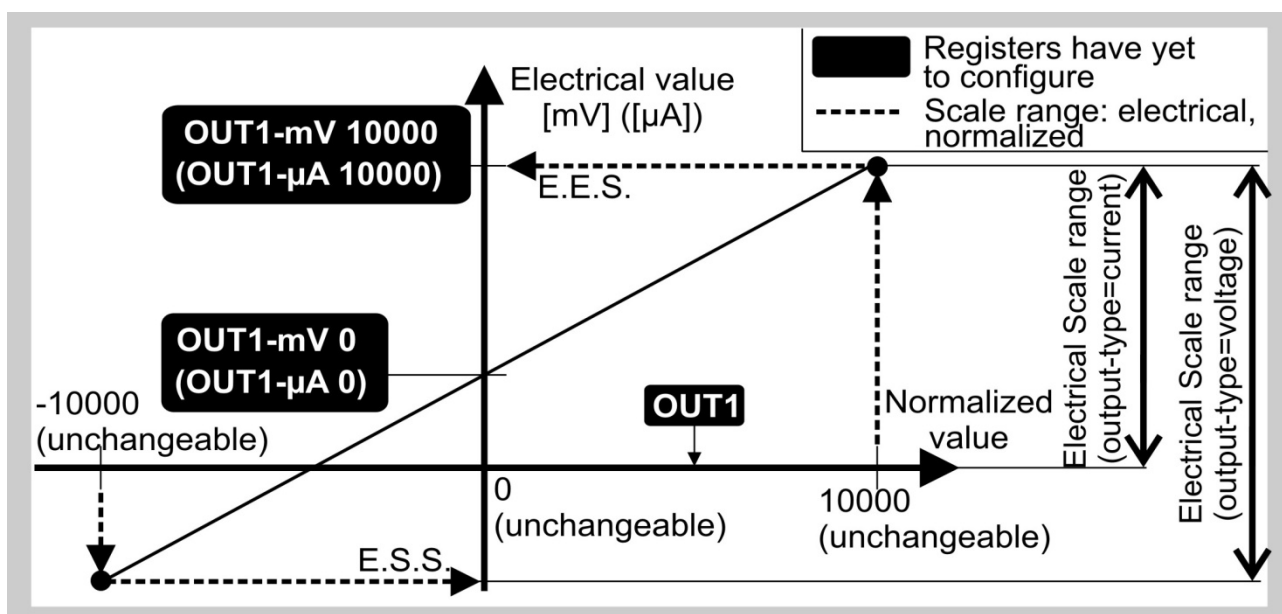 Registers have yet
to configure
Scale range: electrical,
normalized
Electrical value
[mV] ([µA])
OUT1-mV 10000
(OUT1-µA 10000)
E.E.S.
OUT1-mV 0
(OUT1-µA 0)
-10000
(unchangeable)
OUT1
Normalized
value
0
(unchangeable)
10000
(unchangeable)
E.S.S.
Electrical Scale range
(output-type=current)
Electrical Scale range
(output-type=voltage)